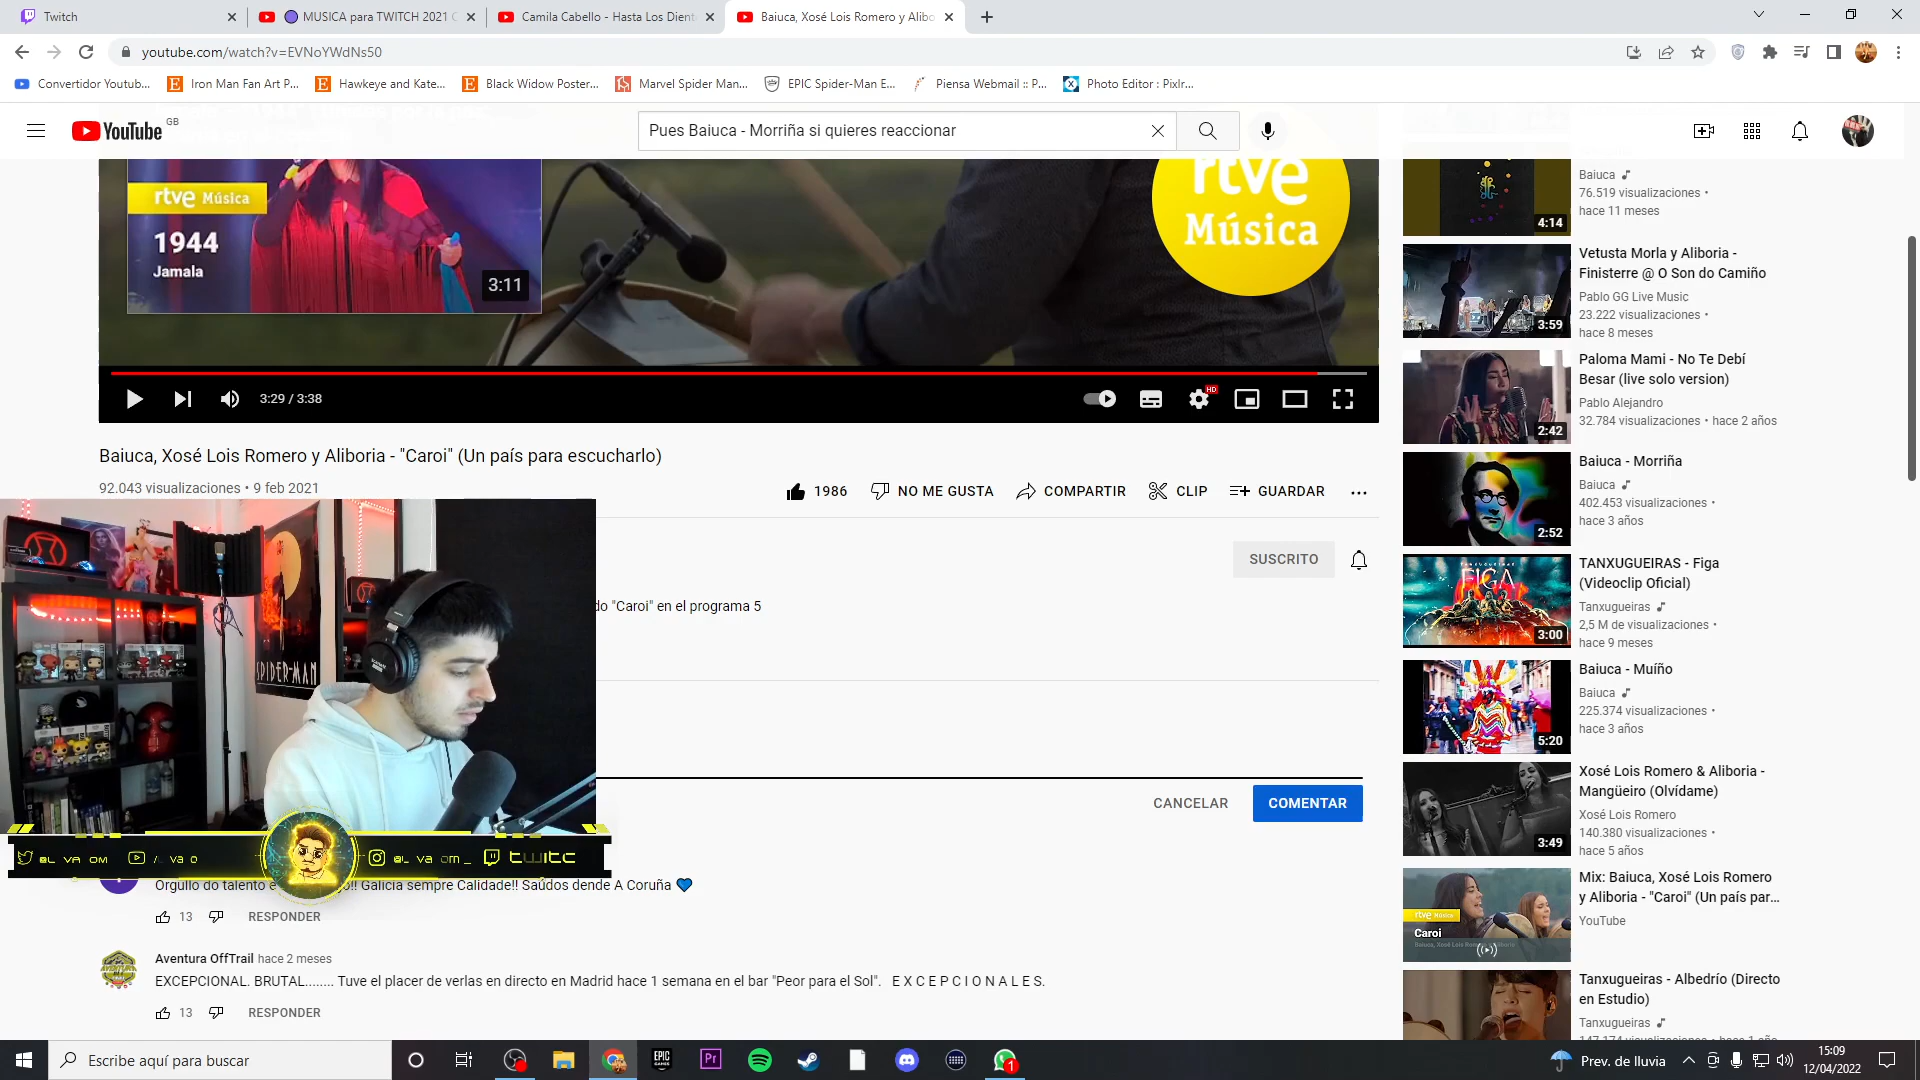 Twitch
MUSICA para TWITCH 2021
Camila Cabello - Hasta Los Dient
Baiuca, Xosé Lois Romero y Alibo
youtube.com/watch?v=EVNoYWdNs50
Convertidor Youtub...
Iron Man Fan Art P...
Hawkeye and Kate...
Black Widow Poster...
Marvel Spider Man...
EPIC Spider-Man E...
Piensa Webmail :: P...
Photo Editor : Pixlr...
YouTube GB
Pues Baiuca - Morriña si quieres reaccionar
rtve Música
1944
Jamala
3:11
rtve
Música
3:29 / 3:38
HD
Baiuca, Xosé Lois Romero y Aliboria - "Caroi" (Un país para escucharlo)
92.043 visualizaciones • 9 feb 2021
1986
NO ME GUSTA
COMPARTIR
CLIP
GUARDAR
SUSCRITO
do "Caroi" en el programa 5
SPIDER-MAN
CANCELAR
COMENTAR
twitc
Orgullo do talento e
!! Galicia sempre Calidade!! Saúdos dende A Coruña 💙
13
RESPONDER
Aventura OffTrail hace 2 meses
EXCEPCIONAL. BRUTAL........ Tuve el placer de verlas en directo en Madrid hace 1 semana en el bar "Peor para el Sol". E X C E P C I O N A L E S.
13
RESPONDER
Baiuca
76.519 visualizaciones •
hace 11 meses
4:14
Vetusta Morla y Aliboria -
Finisterre @ O Son do Camiño
Pablo GG Live Music
23.222 visualizaciones •
hace 8 meses
3:59
Paloma Mami - No Te Debí
Besar (live solo version)
Pablo Alejandro
32.784 visualizaciones • hace 2 años
2:42
Baiuca - Morriña
Baiuca
402.453 visualizaciones •
hace 3 años
2:52
TANXUGUEIRAS - Figa
(Videoclip Oficial)
Tanxugueiras
2,5 M de visualizaciones •
hace 9 meses
TANXUGUEIRAS
FIGA
3:00
Baiuca - Muíño
Baiuca
225.374 visualizaciones •
hace 3 años
5:20
Xosé Lois Romero & Aliboria -
Mangüeiro (Olvídame)
Xosé Lois Romero
140.380 visualizaciones •
hace 5 años
3:49
Mix: Baiuca, Xosé Lois Romero
y Aliboria - "Caroi" (Un país par...
YouTube
rtve Música
Caroi
Tanxugueiras - Albedrío (Directo
en Estudio)
Tanxugueiras
Escribe aquí para buscar
EPIC GAMES
Pr
1
Prev. de lluvia
15:09
12/04/2022